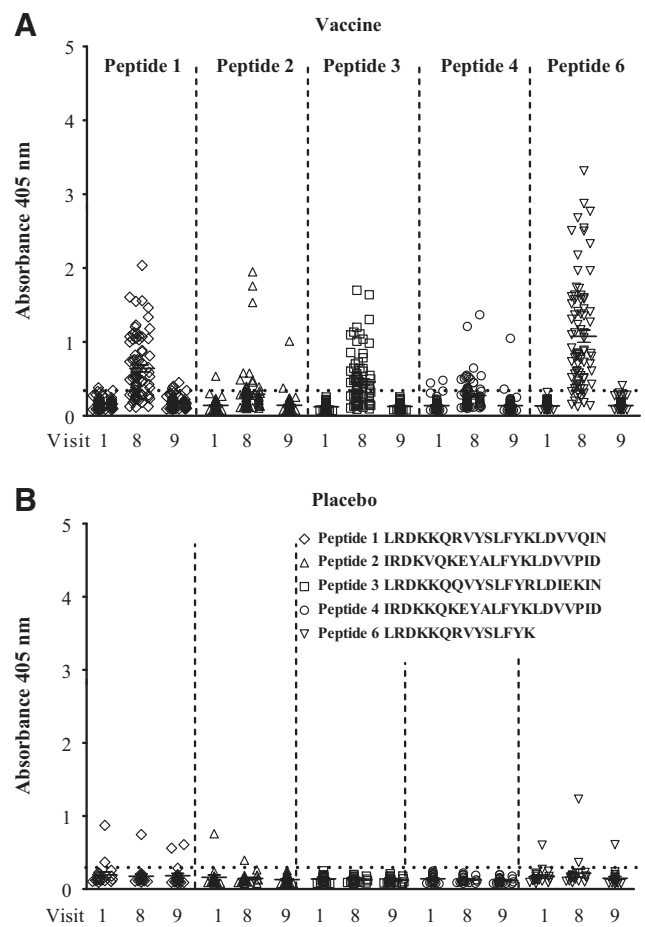 A
Vaccine
5
Peptide 1 Peptide 2 Peptide 3 Peptide 4 Peptide 6
4
3
2
1
0
Absorbance 405 nm
Visit 1 8 9 1 8 9 1 8 9 1 8 9 1 8 9
B
Placebo
5
Peptide 1 LRDKKQRVYSLFYKLDVVQIN
Peptide 2 IRDKVQKEYALFYKLDVVPID
Peptide 3 LRDKKQQVYSLFYRLDIEKIN
Peptide 4 IRDKKQKEYALFYKLDVVPID
Peptide 6 LRDKKQRVYSLFYK
4
3
2
1
0
Absorbance 405 nm
Visit 1 8 9 1 8 9 1 8 9 1 8 9 1 8 9